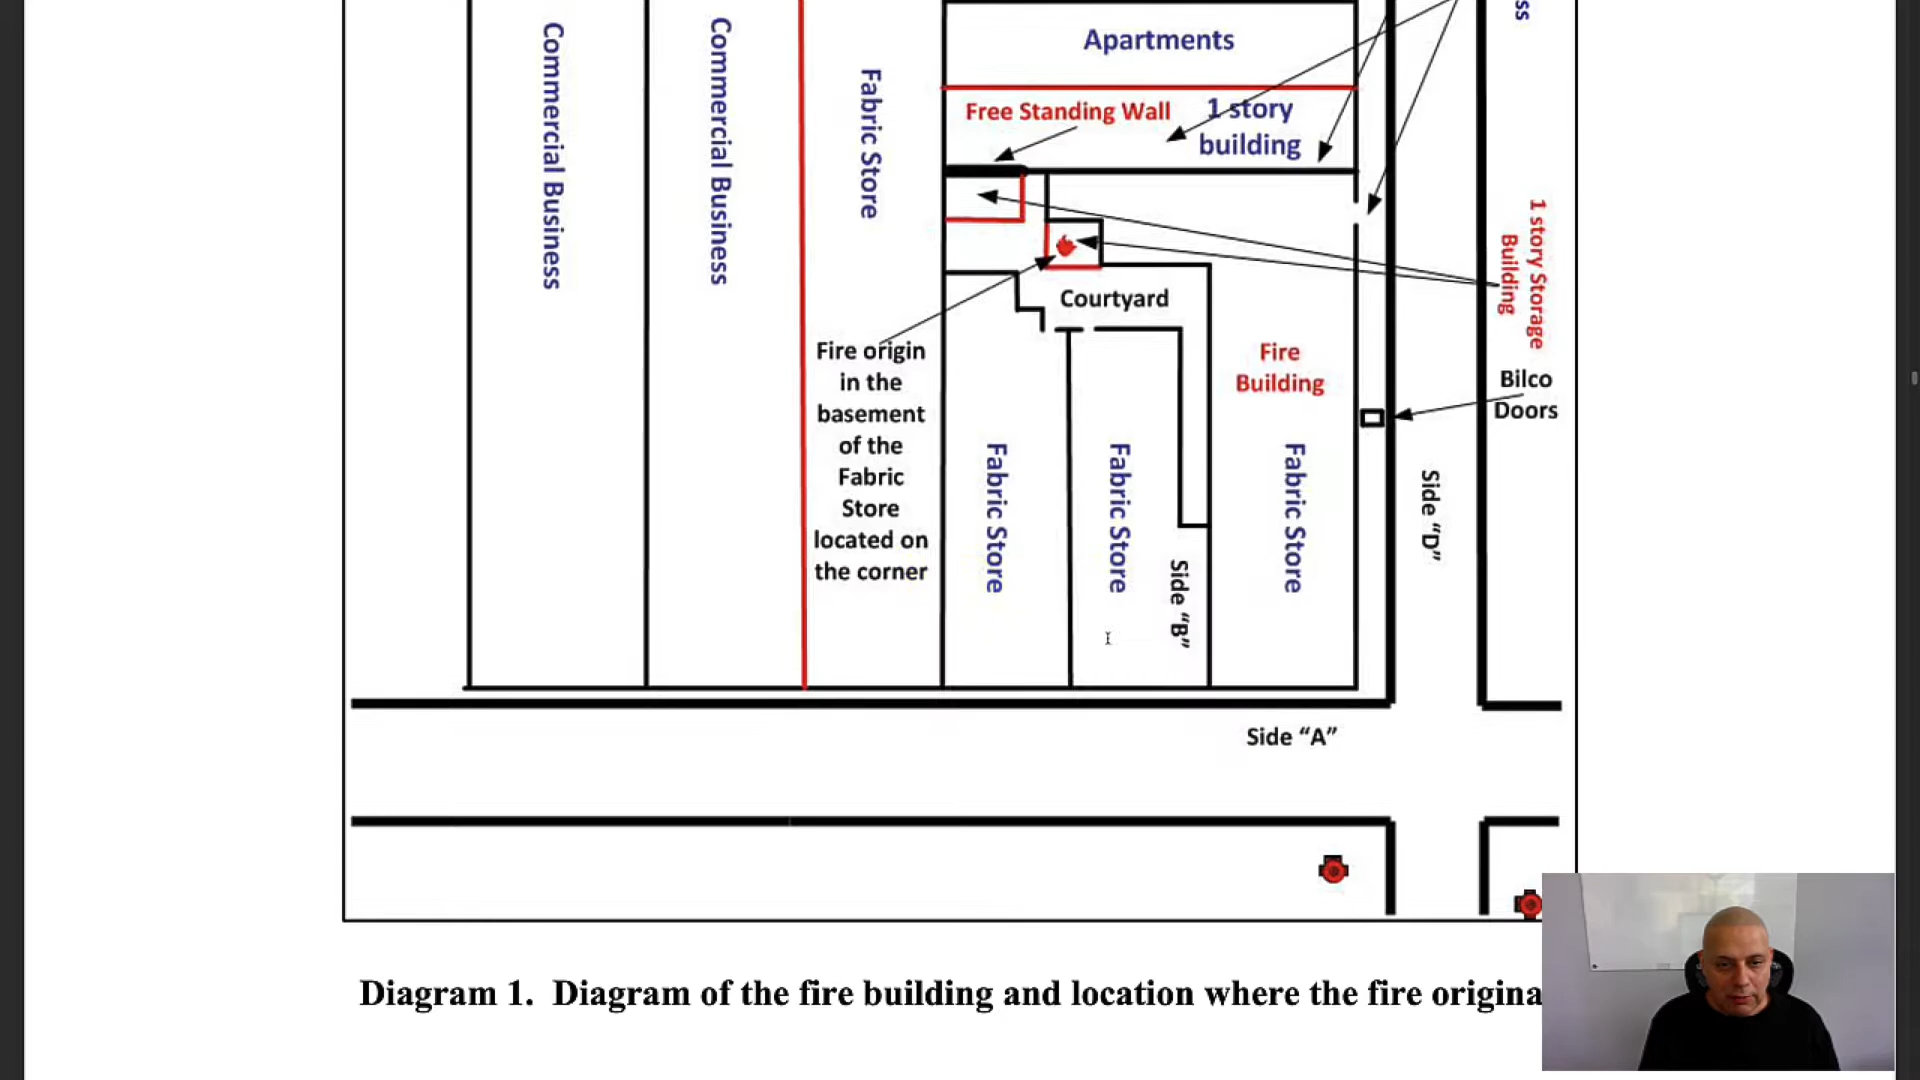 ss
Apartments
Free Standing Wall
1 story
building
Commercial Business
Commercial Business
Fabric Store
1 story Storage
Building
Courtyard
Fire origin
in the
basement
of the
Fabric
Store
located on
the corner
Fire
Building
Bilco
Doors
Fabric Store
Fabric Store
Fabric Store
Side "D"
Side "B"
Side "A"
Diagram 1. Diagram of the fire building and location where the fire origina